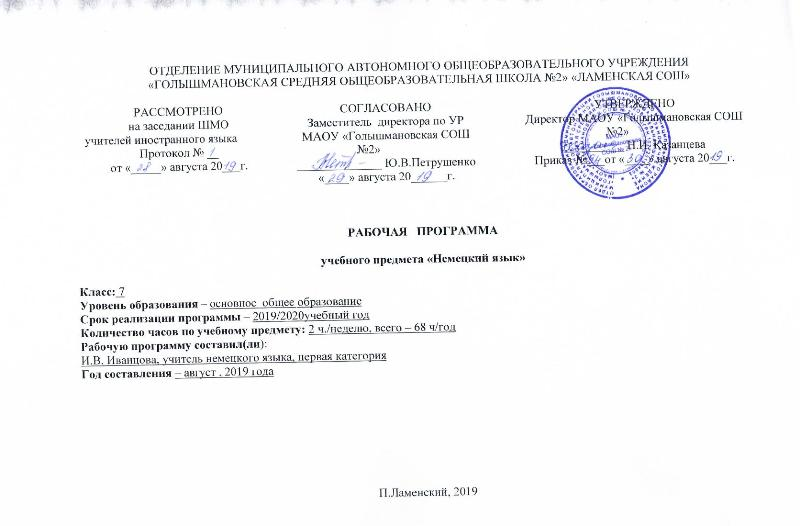 ОТДЕЛЕНИЕ МУНИЦИПАЛЬНОГО АВТОНОМНОГО ОБЩЕОБРАЗОВАТЕЛЬНОГО УЧРЕЖДЕНИЯ
«ГОЛЫШМАНОВСКАЯ СРЕДНЯЯ ОБЩЕОБРАЗОВАТЕЛЬНАЯ ШКОЛА №2» «ЛАМЕНСКАЯ СОШ»
РАССМОТРЕНО
на заседании ШМО
учителей иностранного языка
Протокол № 1
от « 28 » августа 2019 г.
СОГЛАСОВАНО
Заместитель директора по УР
МАОУ «Голышмановская СОШ
№2»
Ю.В.Петрушенко
« 29 » августа 20 19 г.
УТВЕРЖДЕНО
Директор МАОУ «Голышмановская СОШ
№2»
Н.И. Казанцева
Приказ № от « 30 » августа 2019 г.
РАБОЧАЯ ПРОГРАММА
учебного предмета «Немецкий язык»
Класс: 7
Уровень образования – основное общее образование
Срок реализации программы – 2019/2020учебный год
Количество часов по учебному предмету: 2 ч./неделю, всего – 68 ч/год
Рабочую программу составил(ли):
И.В. Иванцова, учитель немецкого языка, первая категория
Год составления – август . 2019 года
П.Ламенский, 2019